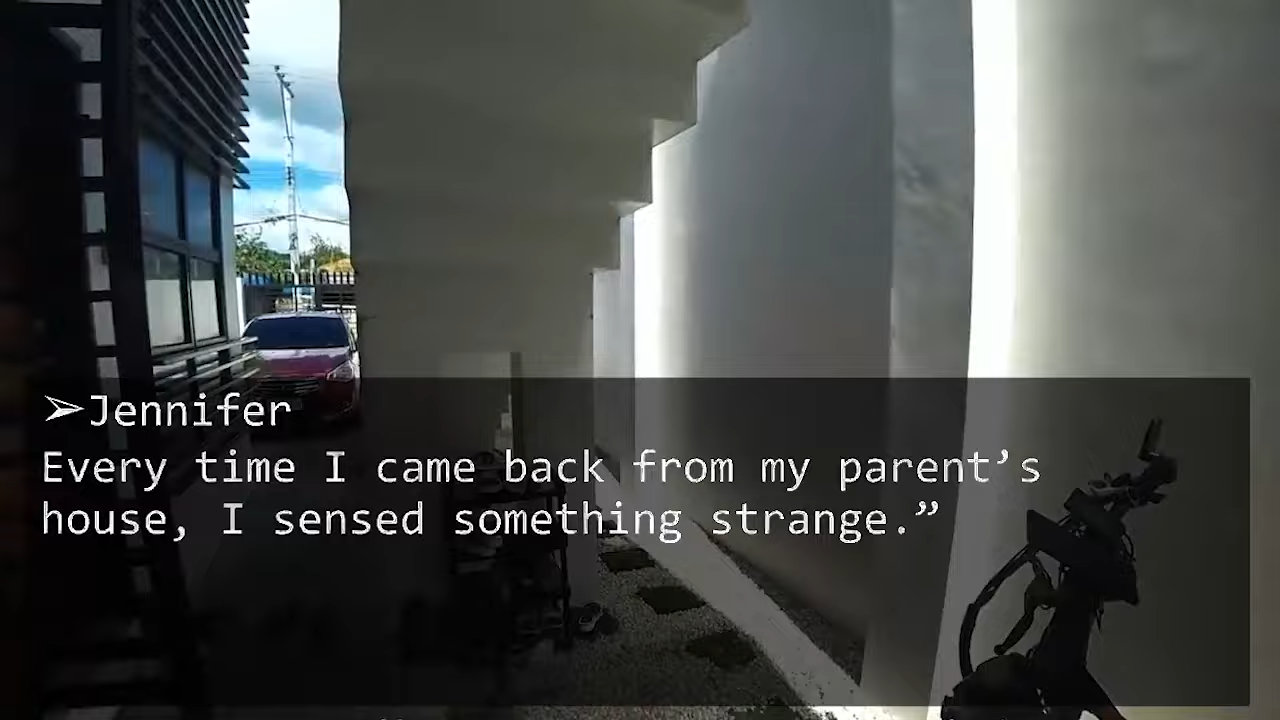 ➢Jennifer
Every time I came back from my parent’s
house, I sensed something strange.”